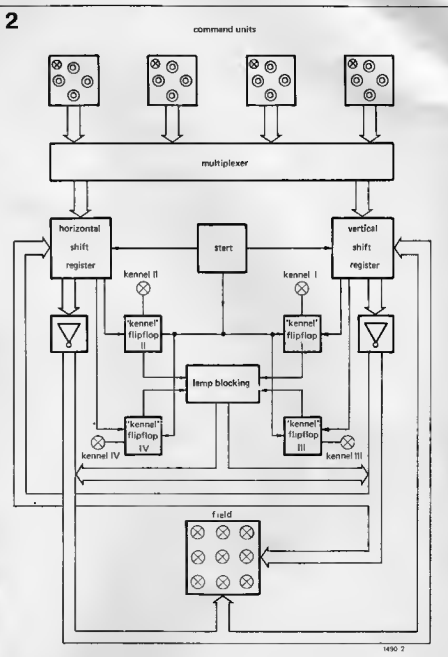 2
command units
multiplexer
horizontal
shift
register
start
vertical
shift
register
kennel II
kennel I
'kennel'
flipflop
II
'kennel'
flipflop
I
lamp blocking
'kennel'
flipflop
IV
'kennel'
flipflop
III
kennel IV
kennel III
field
1490 2